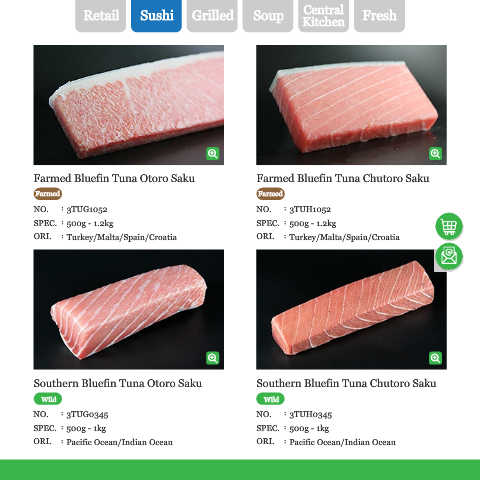 Retail
Sushi
Grilled
Soup
Central
Kitchen
Fresh
Farmed Bluefin Tuna Otoro Saku
Farmed
NO. : 3TUG1052
SPEC. : 500g - 1.2kg
ORI. : Turkey/Malta/Spain/Croatia
Farmed Bluefin Tuna Chutoro Saku
Farmed
NO. : 3TUH1052
SPEC. : 500g - 1.2kg
ORI. : Turkey/Malta/Spain/Croatia
Southern Bluefin Tuna Otoro Saku
Wild
NO. : 3TUG0345
SPEC. : 500g - 1kg
ORI. : Pacific Ocean/Indian Ocean
Southern Bluefin Tuna Chutoro Saku
Wild
NO. : 3TUH0345
SPEC. : 500g - 1kg
ORI. : Pacific Ocean/Indian Ocean